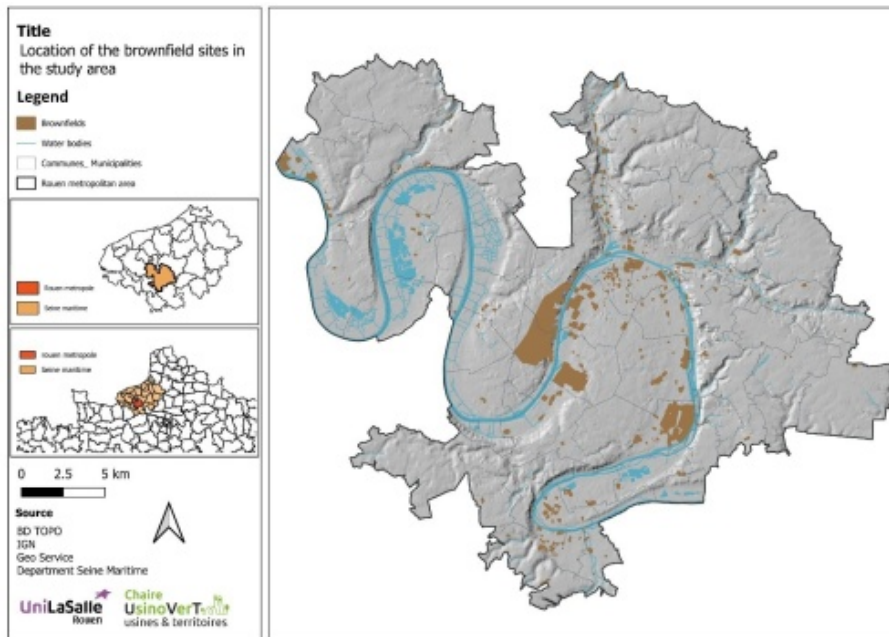 Title
Location of the brownfield sites in
the study area
Legend
Brownfields
Water bodies
Communes_ Municipalities
Rouen metropolitan area
Rouen metropole
Seine maritime
rouen metropole
Seine maritime
0 2.5 5 km
Source
BD TOPO
IGN
Geo Service
Department Seine Maritime
UniLaSalle
Rouen
Chaire
UsinoVerT
usines & territoires